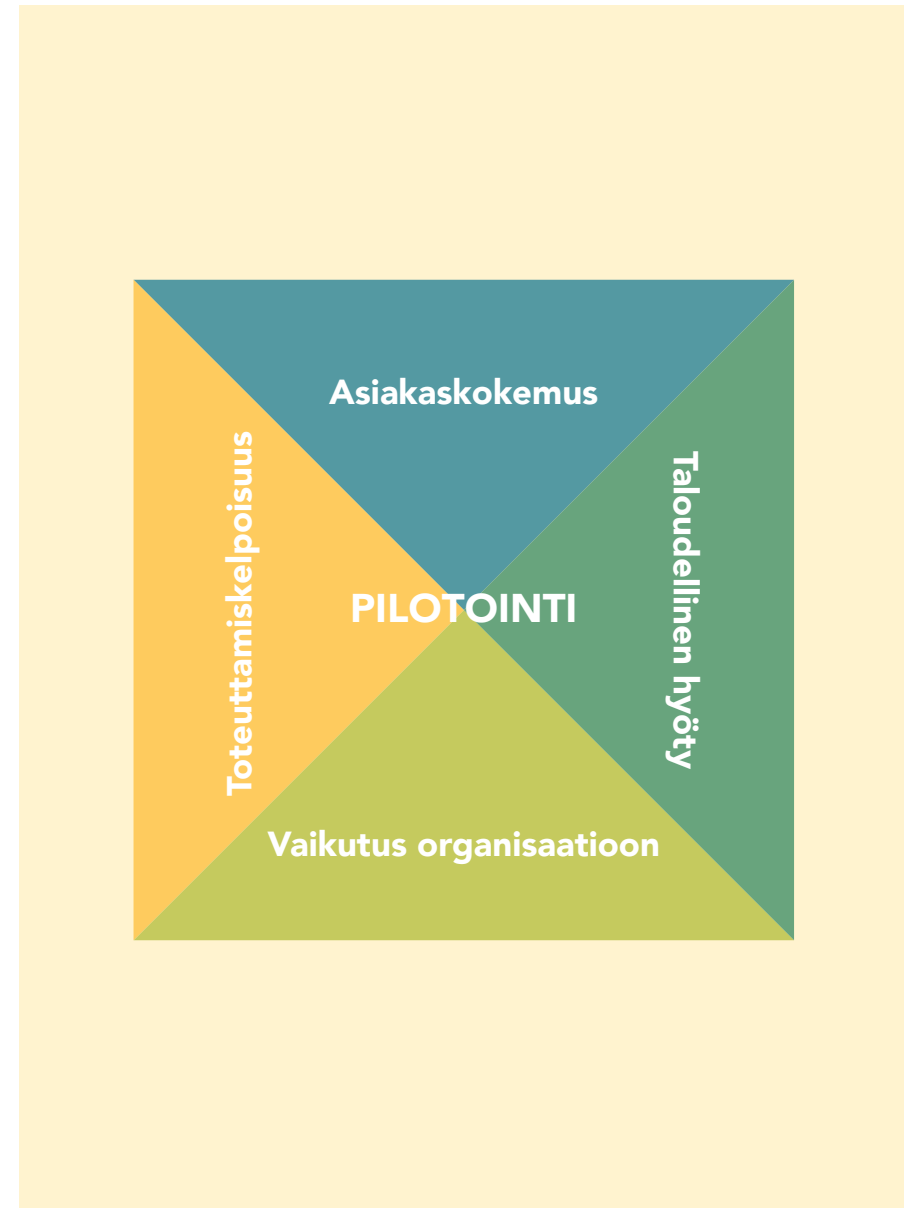 Asiakaskokemus
Toteuttamiskelpoisuus
Taloudellinen hyöty
PILOTOINTI
Vaikutus organisaatioon